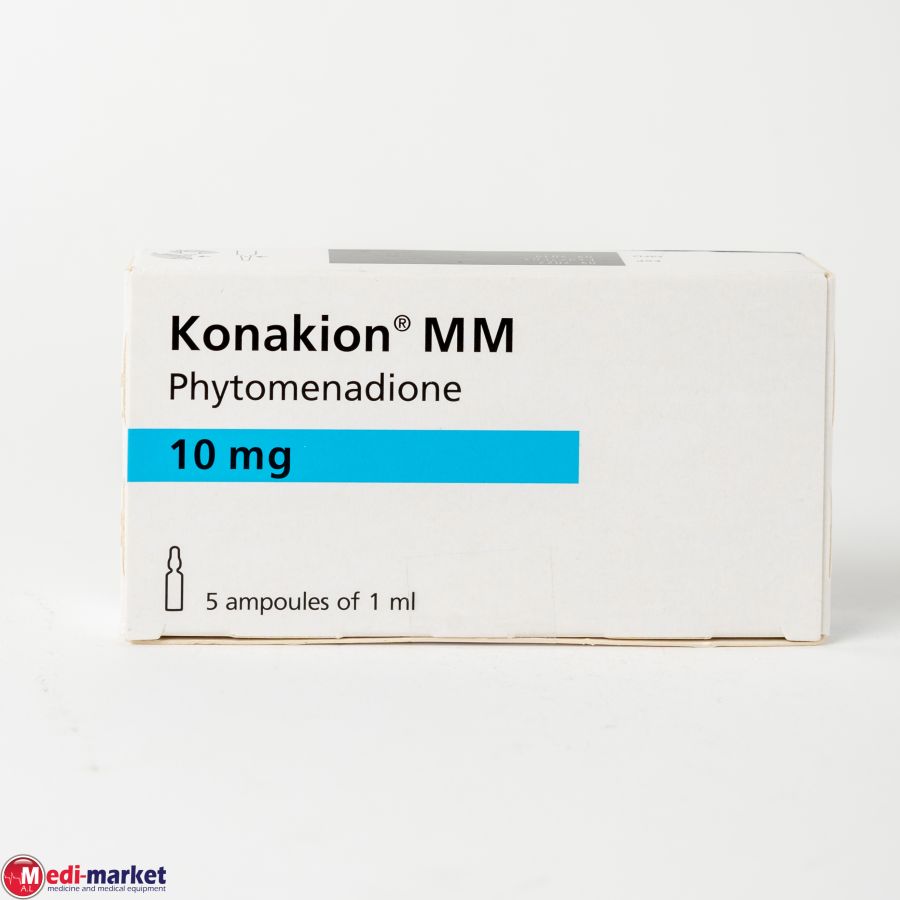 Konakion® MM
Phytomenadione
10 mg
5 ampoules of 1 ml
Medi-market
A.L
medicine and medical equipment